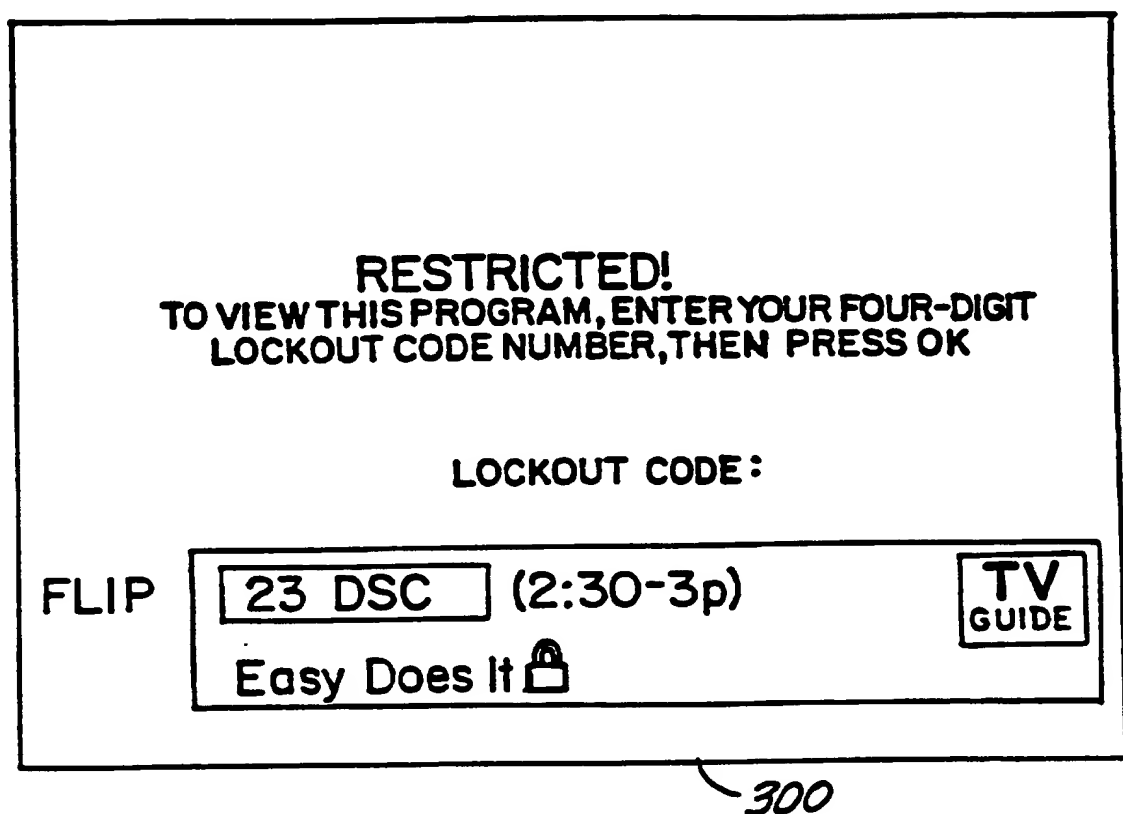 RESTRICTED!
TO VIEW THIS PROGRAM, ENTER YOUR FOUR-DIGIT
LOCKOUT CODE NUMBER, THEN PRESS OK
LOCKOUT CODE:
FLIP
23 DSC (2:30-3p)
TV
GUIDE
Easy Does It
300